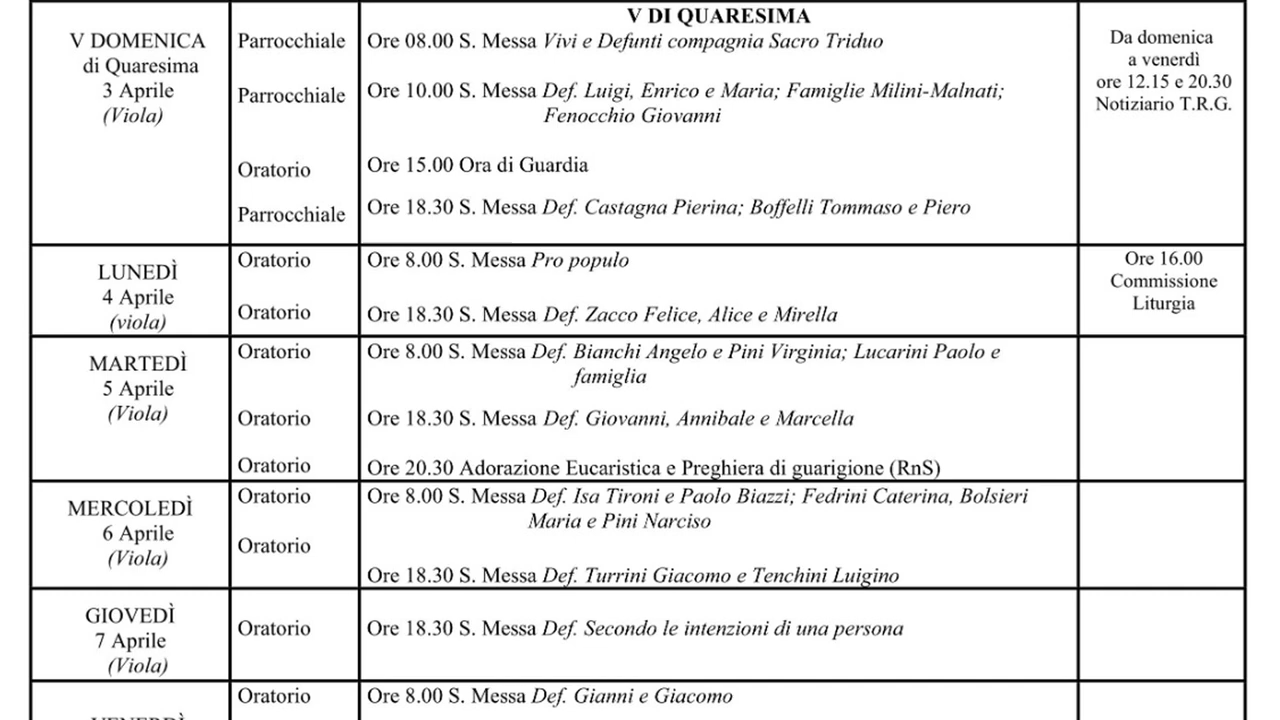 V DI QUARESIMA
V DOMENICA
di Quaresima
3 Aprile
(Viola)
Parrocchiale
Ore 08.00 S. Messa Vivi e Defunti compagnia Sacro Triduo
Parrocchiale
Ore 10.00 S. Messa Def. Luigi, Enrico e Maria; Famiglie Milini-Malnati;
Fenocchio Giovanni
Oratorio
Ore 15.00 Ora di Guardia
Parrocchiale
Ore 18.30 S. Messa Def. Castagna Pierina; Boffelli Tommaso e Piero
Da domenica
a venerdì
ore 12.15 e 20.30
Notiziario T.R.G.
LUNEDÌ
4 Aprile
(viola)
Oratorio
Ore 8.00 S. Messa Pro populo
Oratorio
Ore 18.30 S. Messa Def. Zacco Felice, Alice e Mirella
Ore 16.00
Commissione
Liturgia
MARTEDÌ
5 Aprile
(Viola)
Oratorio
Ore 8.00 S. Messa Def. Bianchi Angelo e Pini Virginia; Lucarini Paolo e
famiglia
Oratorio
Ore 18.30 S. Messa Def. Giovanni, Annibale e Marcella
Oratorio
Ore 20.30 Adorazione Eucaristica e Preghiera di guarigione (RnS)
MERCOLEDÌ
6 Aprile
(Viola)
Oratorio
Ore 8.00 S. Messa Def. Isa Tironi e Paolo Biazzi; Fedrini Caterina, Bolsieri
Maria e Pini Narciso
Oratorio
Ore 18.30 S. Messa Def. Turrini Giacomo e Tenchini Luigino
GIOVEDÌ
7 Aprile
(Viola)
Oratorio
Ore 18.30 S. Messa Def. Secondo le intenzioni di una persona
VENERDÌ
Oratorio
Ore 8.00 S. Messa Def. Gianni e Giacomo